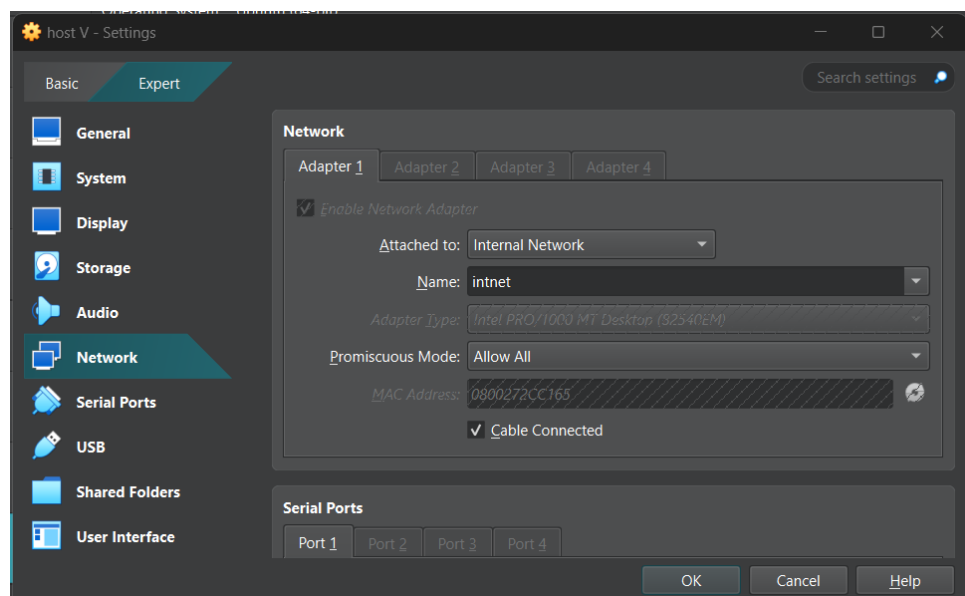 host V - Settings
Basic
Expert
Search settings
General
System
Display
Storage
Audio
Network
Serial Ports
USB
Shared Folders
User Interface
Network
Adapter 1
Adapter 2
Adapter 3
Adapter 4
Enable Network Adapter
Attached to: Internal Network
Name: intnet
Adapter Type: Intel PRO/1000 MT Desktop (82540EM)
Promiscuous Mode: Allow All
MAC Address: 0800272CC165
Cable Connected
Serial Ports
Port 1
Port 2
Port 3
Port 4
OK
Cancel
Help